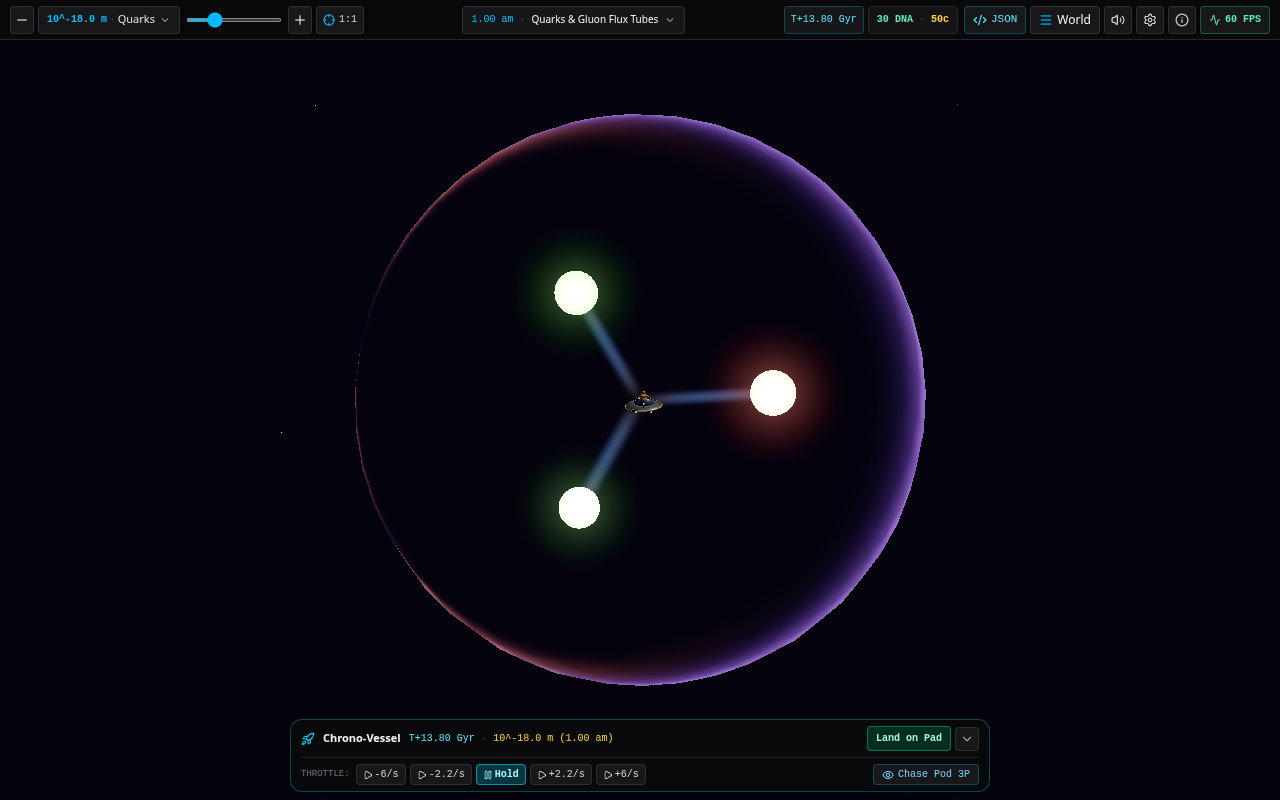 10^-18.0 m · Quarks
1:1
1.00 am · Quarks & Gluon Flux Tubes
T+13.80 Gyr
30 DNA · 50c
JSON
World
60 FPS
Chrono-Vessel T+13.80 Gyr · 10^-18.0 m (1.00 am)
Land on Pad
THROTTLE: -6/s -2.2/s Hold +2.2/s +6/s
Chase Pod 3P